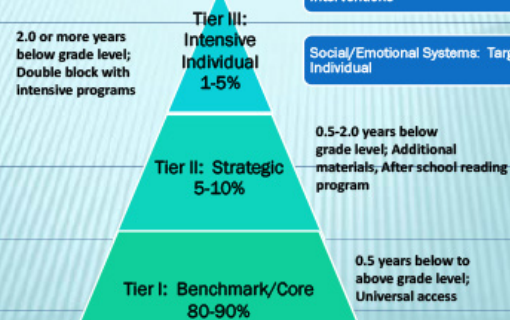 Tier III:
Intensive
Individual
1-5%
2.0 or more years
below grade level;
Double block with
intensive programs
Social/Emotional Systems:
Individual
0.5-2.0 years below
grade level; Additional
materials, After school reading
program
Tier II: Strategic
5-10%
0.5 years below to
above grade level;
Universal access
Tier I: Benchmark/Core
80-90%